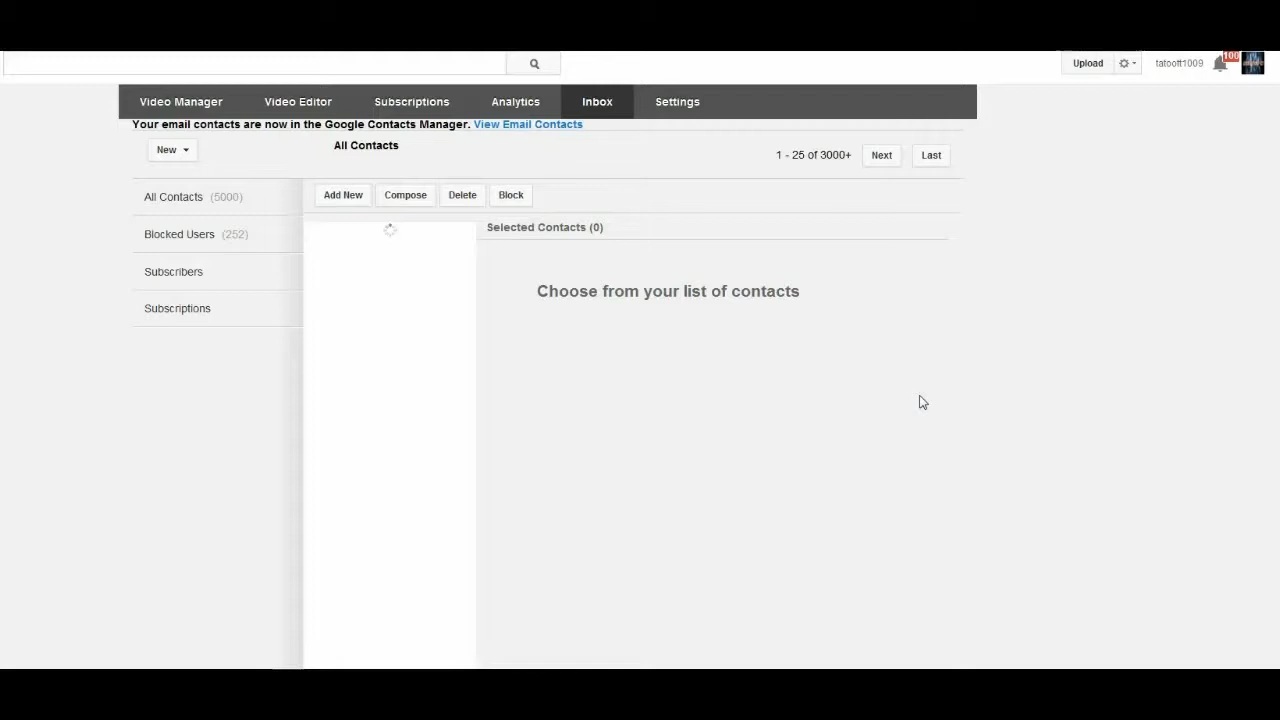 Upload tatooft1009 100
Video Manager Video Editor Subscriptions Analytics Inbox Settings
Your email contacts are now in the Google Contacts Manager. View Email Contacts
New All Contacts 1 - 25 of 3000+ Next Last
All Contacts (5000) Add New Compose Delete Block
Selected Contacts (0)
Blocked Users (252)
Subscribers
Choose from your list of contacts
Subscriptions